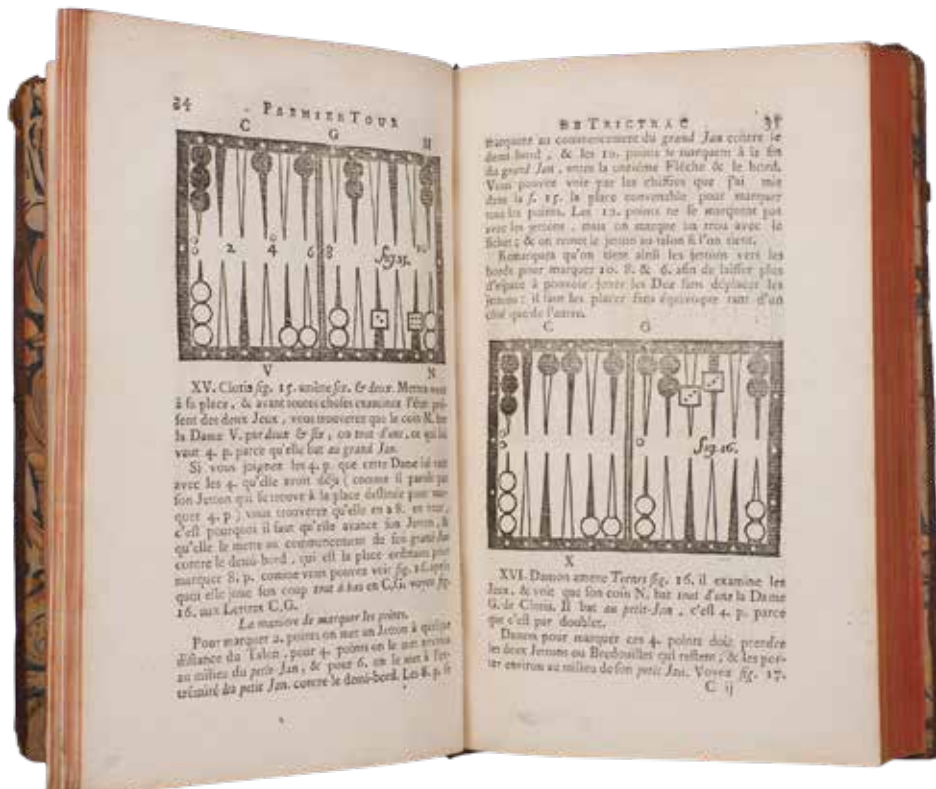 34
PREMIER TOUR
C G M
2 4 6 8 10
fig.15.
V N
XV. Cloris fig. 15. amène six. & deux. Mettez-vous
à sa place, & avant toutes choses examinez l'état pré-
sent des deux Jeux, vous trouverez que le coin N. bat
la Dame V. par deux & six, ou tout d'une, ce qui lui
vaut 4. p. parce qu'elle bat au grand Jan.
Si vous joignez les 4. p. que cette Dame lui vaut
avec les 4. qu'elle avoit déja (comme il paroît par
son Jetton qui se trouve à la place destinée pour mar-
quer 4. p) vous trouverez qu'elle en a 8. en tout,
c'est pourquoi il faut qu'elle avance son Jetton, &
qu'elle le mette au commencement de son grand Jan
contre le demi-bord, qui est la place ordinaire pour
marquer 8. p. comme vous pouvez voir fig. 16. après
quoi elle joue son coup tout à bas en C.G. voyez fig.
16. aux Lettres C.G.
La maniere de marquer les points.
Pour marquer 2. points on met un Jetton à quelque
distance du Talon, pour 4. points on le met environ
au milieu du petit Jan, & pour 6. on le met à l'ex-
trémité du petit Jan. contre le demi-bord. Les 8. p. se
DE TRICTRAC 35
marquent au commencement du grand Jan contre le
demi-bord, & les 10. points se marquent à la fin
du grand Jan, entre la onziéme Fléche & le bord.
Vous pouvez voir par les chiffres que j'ai mis
dans la f. 15. la place convenable pour marquer
tous les points. Les 12. points ne se marquent pas
avec les jettons, mais on marque un trou avec le
fichet; & on remet le jetton au talon si l'on tient.
Remarquez qu'on tient ainsi les jettons vers les
bords pour marquer 10. 8. & 6. afin de laisser plus
d'espace à pouvoir jouer les Dez sans déplacer les
jettons: il faut les placer sans équivoque tant d'un
côté que de l'autre.
C G
fig.16.
X
XVI. Damon amene Ternes fig. 16. il examine les
Jeux, & voit que son coin N. bat tout d'une la Dame
G. de Cloris. Il bat au petit-Jan, c'est 4. p. parce
que c'est par doublet.
Damon pour marquer ces 4. points doit prendre
les deux Jettons ou Bredouilles qui restent, & les por-
ter environ au milieu de son petit Jan. Voyez fig. 17.
C ij